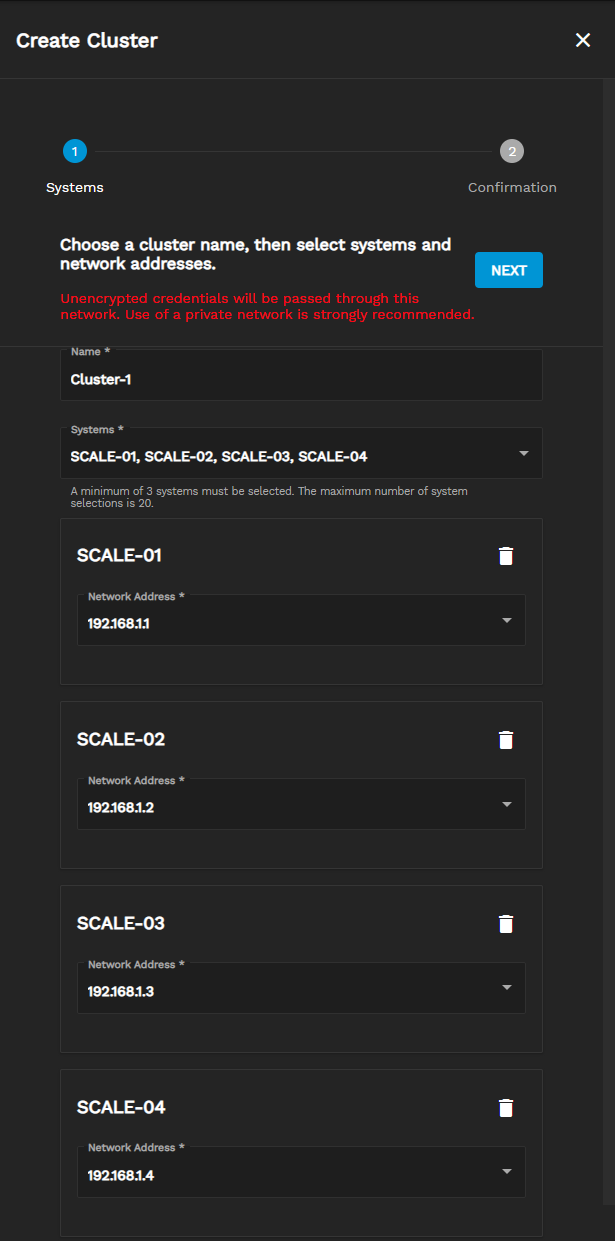 Create Cluster
1
2
Systems
Confirmation
Choose a cluster name, then select systems and
network addresses.
NEXT
Unencrypted credentials will be passed through this
network. Use of a private network is strongly recommended.
Name *
Cluster-1
Systems *
SCALE-01, SCALE-02, SCALE-03, SCALE-04
A minimum of 3 systems must be selected. The maximum number of system
selections is 20.
SCALE-01
Network Address *
192.168.1.1
SCALE-02
Network Address *
192.168.1.2
SCALE-03
Network Address *
192.168.1.3
SCALE-04
Network Address *
192.168.1.4